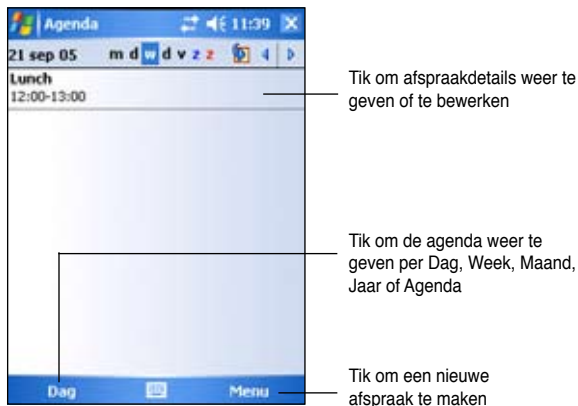 Agenda 11:39
21 sep 05 m d w d v z z
Lunch
12:00-13:00
Tik om afspraakdetails weer te
geven of te bewerken
Tik om de agenda weer te
geven per Dag, Week, Maand,
Jaar of Agenda
Tik om een nieuwe
afspraak te maken
Dag Menu